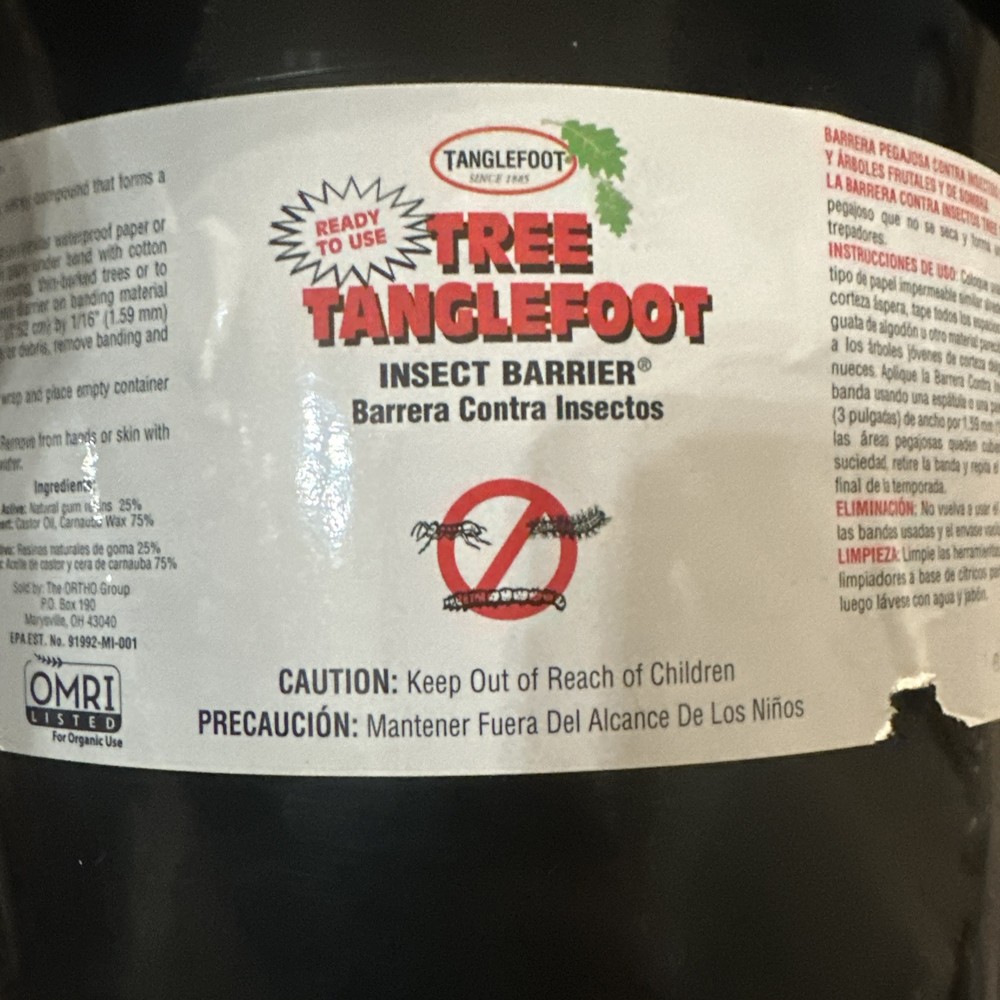 compound that forms a
waterproof paper or
under band with cotton
thin-barked trees or to
on banding material
cm) by 1/16" (1.59 mm)
or debris, remove banding and
wrap and place empty container
Remove from hands or skin with
water.
Ingredients
Active: Natural gum resins 25%
Castor Oil, Carnauba Wax 75%
Resinas naturales de goma 25%
Aceite de castor y cera de carnauba 75%
Sold by: The ORTHO Group
P.O. Box 190
Marysville, OH 43040
EPA EST. No. 91992-MI-001
OMRI
LISTED
For Organic Use
TANGLEFOOT
SINCE 1885
READY
TO USE
TREE
TANGLEFOOT
INSECT BARRIER®
Barrera Contra Insectos
CAUTION: Keep Out of Reach of Children
PRECAUCIÓN: Mantener Fuera Del Alcance De Los Niños
BARRERA PEGAJOSA CONTRA
Y ÁRBOLES FRUTALES Y DE SOMBRA
LA BARRERA CONTRA INSECTOS TREE
pegajoso que no se seca y forma
trepadores.
INSTRUCCIONES DE USO: Coloque
tipo de papel impermeable similar
corteza áspera, tape todos los
guata de algodón u otro material
a los árboles jóvenes de corteza
nueces. Aplique la Barrera Contra
banda usando una espátula o una
(3 pulgadas) de ancho por 1.59 mm
las áreas pegajosas queden
suciedad, retire la banda y repita
final de la temporada.
ELIMINACIÓN: No vuelva a usar
las bandas usadas y el envase
LIMPIEZA: Limpie las herramientas
limpiadores a base de cítricos
luego lávese con agua y jabón.